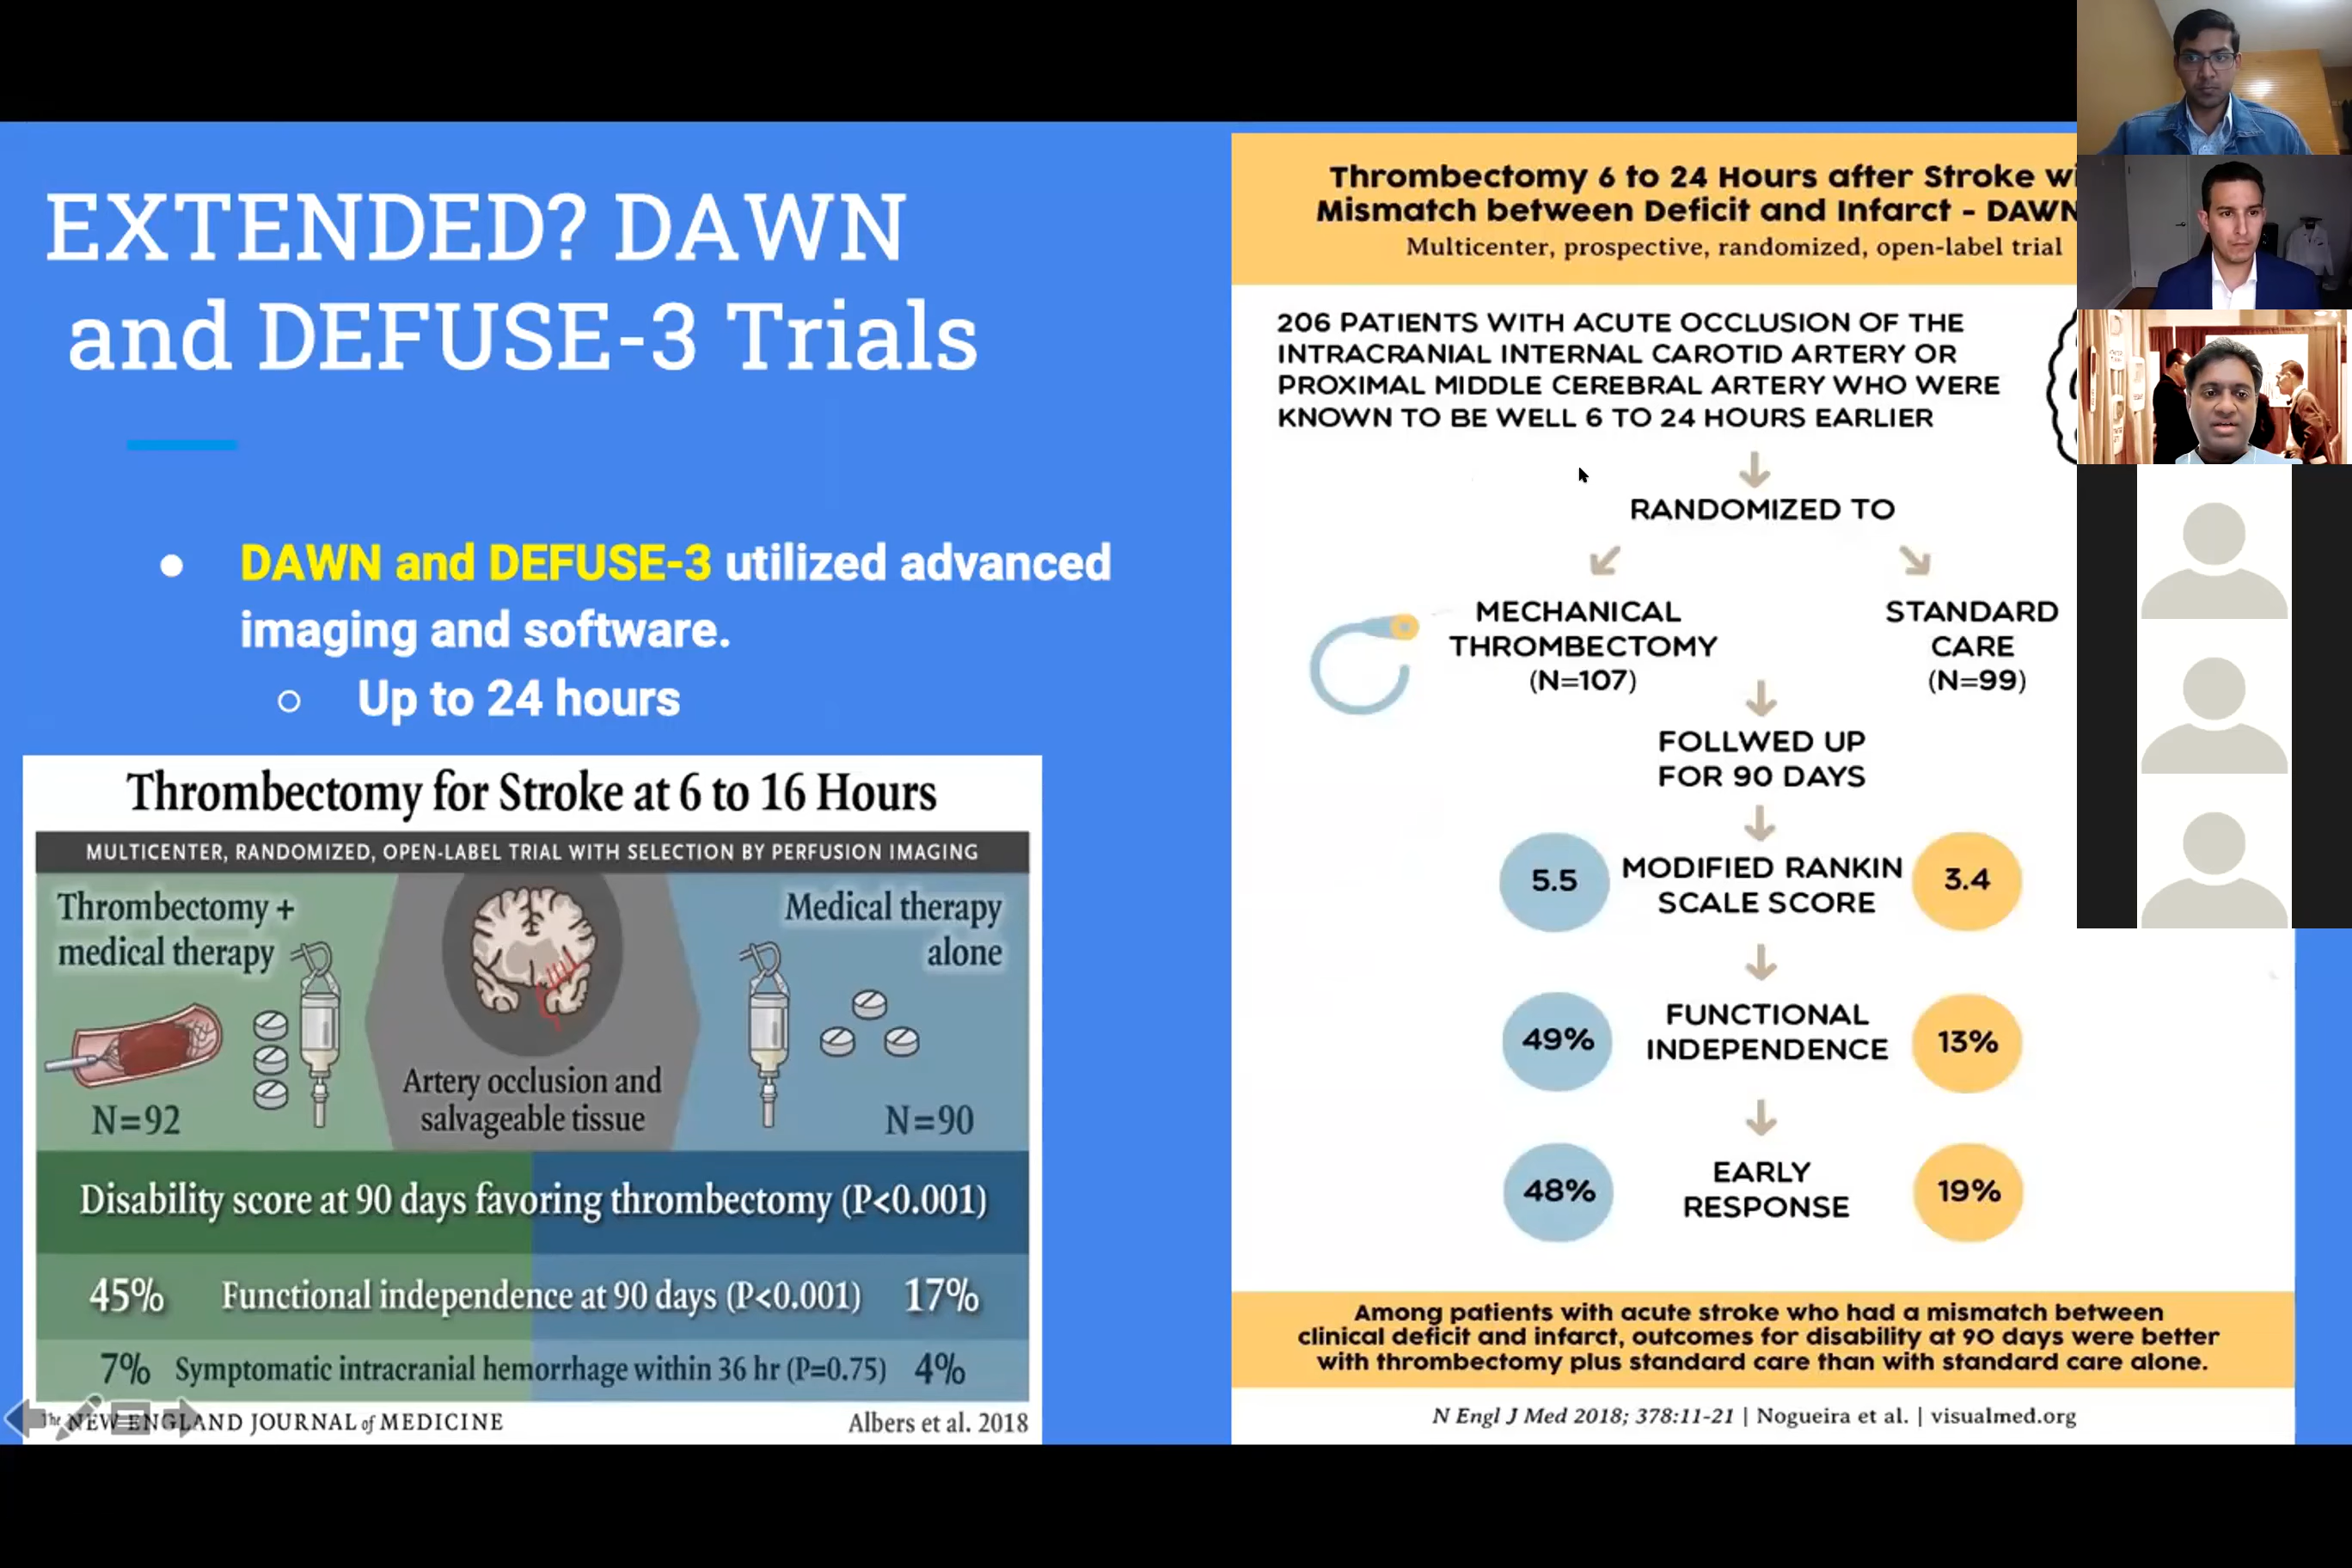 EXTENDED? DAWN
and DEFUSE-3 Trials
● DAWN and DEFUSE-3 utilized advanced
imaging and software.
○ Up to 24 hours
Thrombectomy for Stroke at 6 to 16 Hours
MULTICENTER, RANDOMIZED, OPEN-LABEL TRIAL WITH SELECTION BY PERFUSION IMAGING
Thrombectomy +
medical therapy
N=92
Artery occlusion and
salvageable tissue
Medical therapy
alone
N=90
Disability score at 90 days favoring thrombectomy (P<0.001)
45% Functional independence at 90 days (P<0.001) 17%
7% Symptomatic intracranial hemorrhage within 36 hr (P=0.75) 4%
The NEW ENGLAND JOURNAL of MEDICINE
Albers et al. 2018
Thrombectomy 6 to 24 Hours after Stroke wi
Mismatch between Deficit and Infarct - DAWN
Multicenter, prospective, randomized, open-label trial
206 PATIENTS WITH ACUTE OCCLUSION OF THE
INTRACRANIAL INTERNAL CAROTID ARTERY OR
PROXIMAL MIDDLE CEREBRAL ARTERY WHO WERE
KNOWN TO BE WELL 6 TO 24 HOURS EARLIER
RANDOMIZED TO
MECHANICAL
THROMBECTOMY
(N=107)
STANDARD
CARE
(N=99)
FOLLWED UP
FOR 90 DAYS
5.5 MODIFIED RANKIN
SCALE SCORE 3.4
49% FUNCTIONAL
INDEPENDENCE 13%
48% EARLY
RESPONSE 19%
Among patients with acute stroke who had a mismatch between
clinical deficit and infarct, outcomes for disability at 90 days were better
with thrombectomy plus standard care than with standard care alone.
N Engl J Med 2018; 378:11-21 | Nogueira et al. | visualmed.org